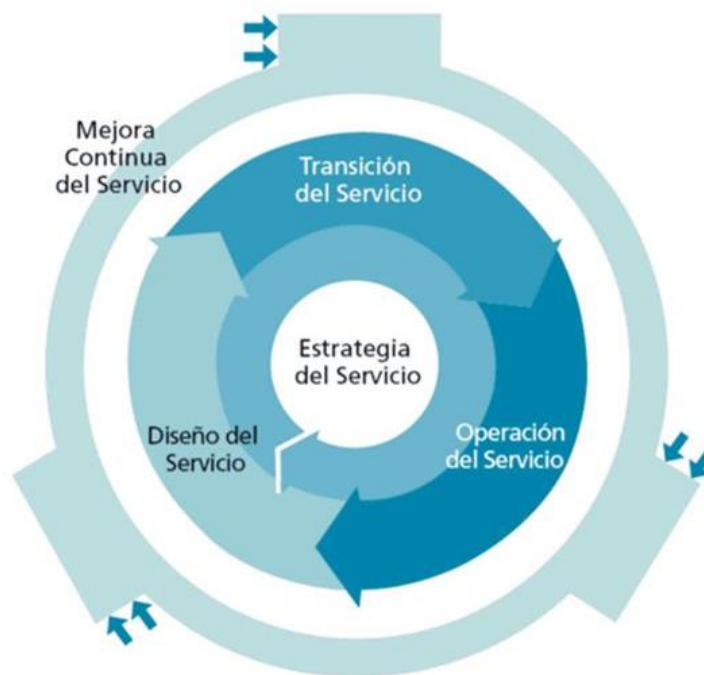 Mejora
Continua
del Servicio
Transición
del Servicio
Estrategia
del Servicio
Diseño del
Servicio
Operación
del Servicio